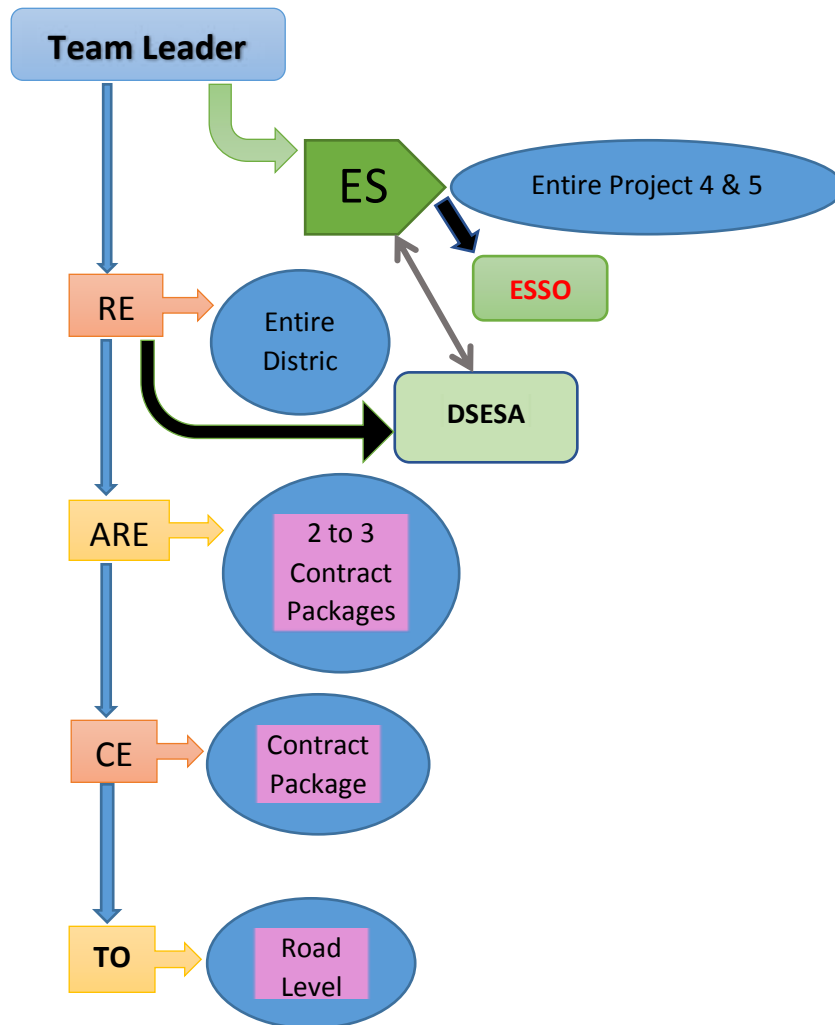 Team Leader
ES
Entire Project 4 & 5
ESSO
RE
Entire
Distric
DSESA
ARE
2 to 3
Contract
Packages
CE
Contract
Package
TO
Road
Level